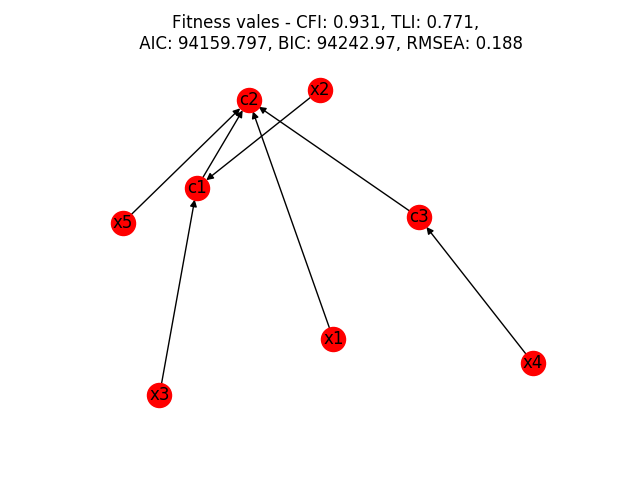 Fitness vales - CFI: 0.931, TLI: 0.771,
AIC: 94159.797, BIC: 94242.97, RMSEA: 0.188
x2
c2
c1
c3
x5
x1
x4
x3